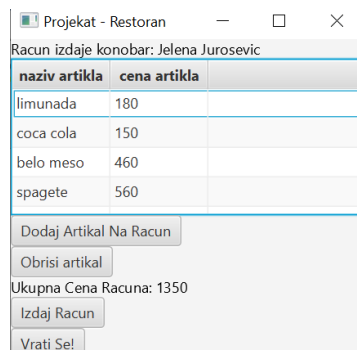 Projekat - Restoran
Racun izdaje konobar: Jelena Jurosevic
naziv artikla cena artikla
limunada 180
coca cola 150
belo meso 460
spagete 560
Dodaj Artikal Na Racun
Obrisi artikal
Ukupna Cena Racuna: 1350
Izdaj Racun
Vrati Se!